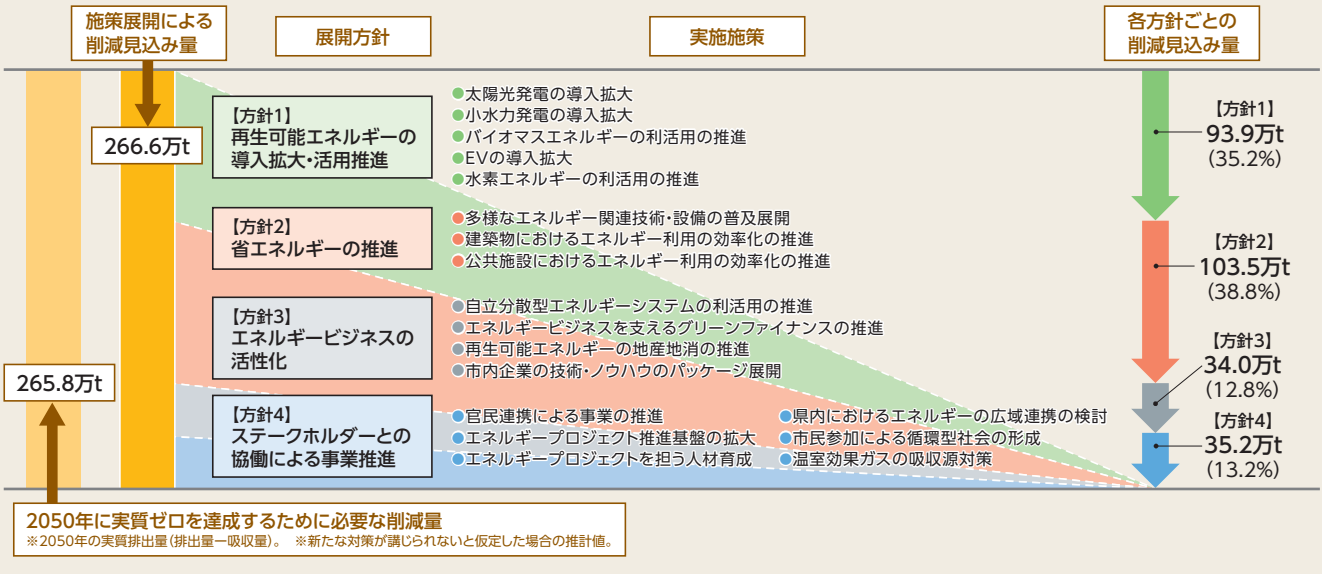 施策展開による
削減見込み量
展開方針
実施施策
各方針ごとの
削減見込み量
266.6万t
265.8万t
【方針1】
再生可能エネルギーの
導入拡大・活用推進
●太陽光発電の導入拡大
●小水力発電の導入拡大
●バイオマスエネルギーの利活用の推進
●EVの導入拡大
●水素エネルギーの利活用の推進
【方針1】
93.9万t
(35.2%)
【方針2】
省エネルギーの推進
●多様なエネルギー関連技術・設備の普及展開
●建築物におけるエネルギー利用の効率化の推進
●公共施設におけるエネルギー利用の効率化の推進
【方針2】
103.5万t
(38.8%)
【方針3】
エネルギービジネスの
活性化
●自立分散型エネルギーシステムの利活用の推進
●エネルギービジネスを支えるグリーンファイナンスの推進
●再生可能エネルギーの地産地消の推進
●市内企業の技術・ノウハウのパッケージ展開
【方針3】
34.0万t
(12.8%)
【方針4】
ステークホルダーとの
協働による事業推進
●官民連携による事業の推進
●エネルギープロジェクト推進基盤の拡大
●エネルギープロジェクトを担う人材育成
●県内におけるエネルギーの広域連携の検討
●市民参加による循環型社会の形成
●温室効果ガスの吸収源対策
【方針4】
35.2万t
(13.2%)
2050年に実質ゼロを達成するために必要な削減量
※2050年の実質排出量(排出量ー吸収量)。 ※新たな対策が講じられないと仮定した場合の推計値。